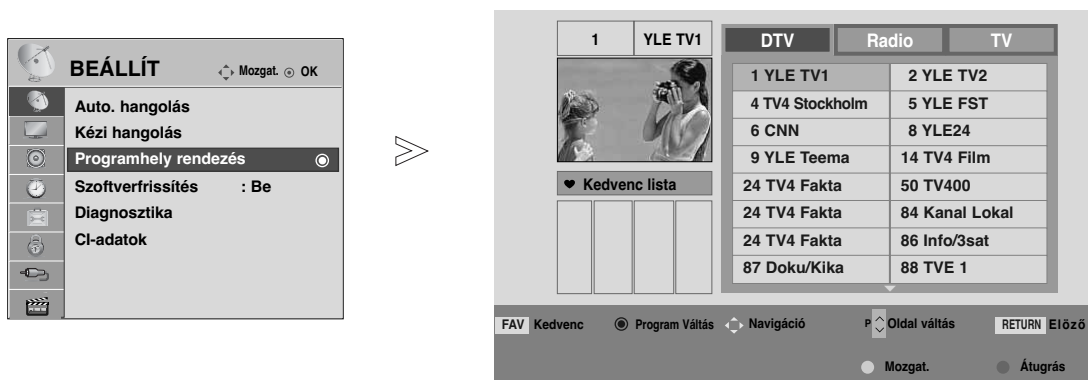 BEÁLLÍT Mozgat. OK
Auto. hangolás
Kézi hangolás
Programhely rendezés
Szoftverfrissítés : Be
Diagnosztika
CI-adatok
1 YLE TV1
DTV Radio TV
1 YLE TV1 2 YLE TV2
4 TV4 Stockholm 5 YLE FST
6 CNN 8 YLE24
9 YLE Teema 14 TV4 Film
24 TV4 Fakta 50 TV400
24 TV4 Fakta 84 Kanal Lokal
24 TV4 Fakta 86 Info/3sat
87 Doku/Kika 88 TVE 1
Kedvenc lista
FAV Kedvenc Program Váltás Navigáció P Oldal váltás RETURN Elözö
Mozgat. Átugrás